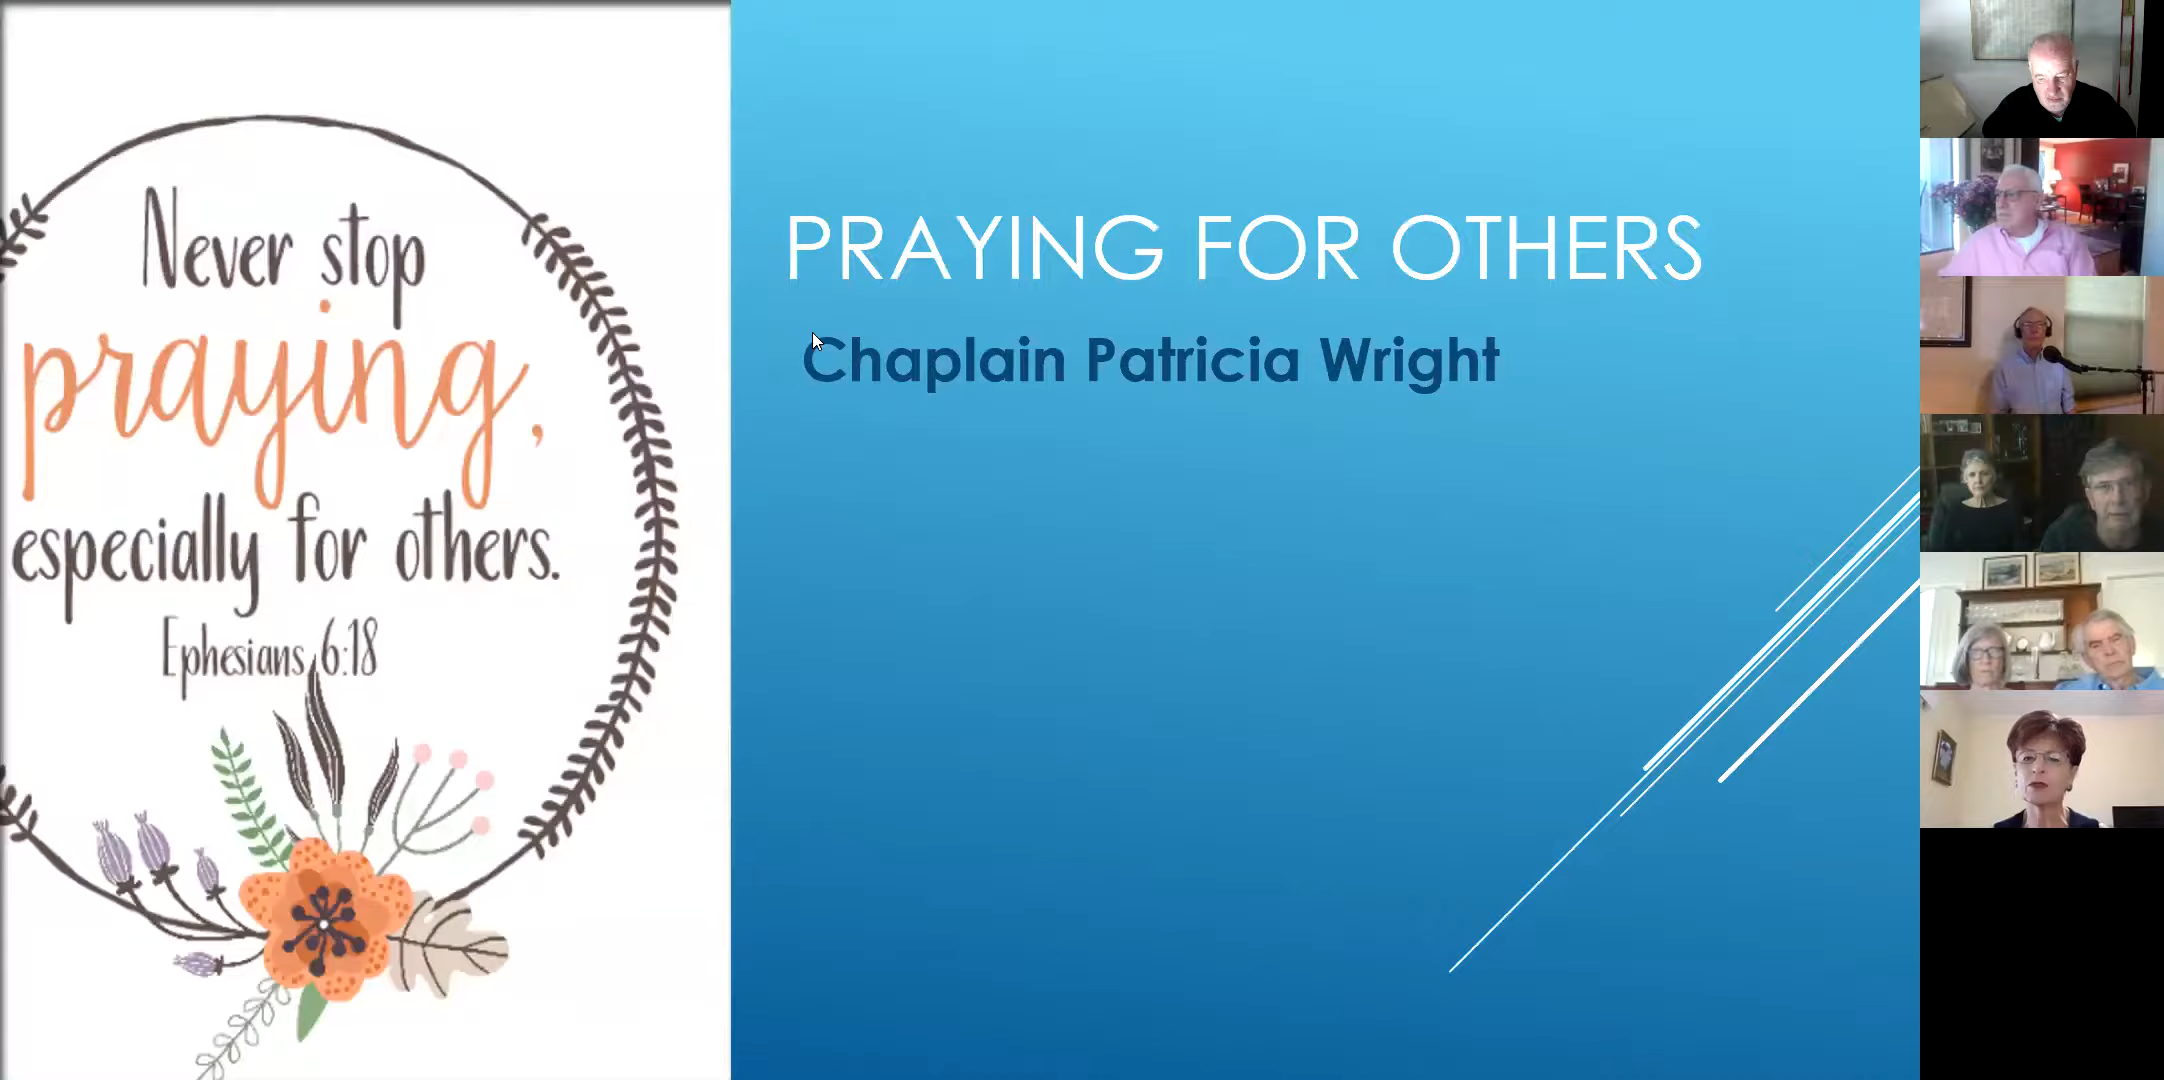 Never stop
praying,
especially for others.
Ephesians 6:18
PRAYING FOR OTHERS
Chaplain Patricia Wright